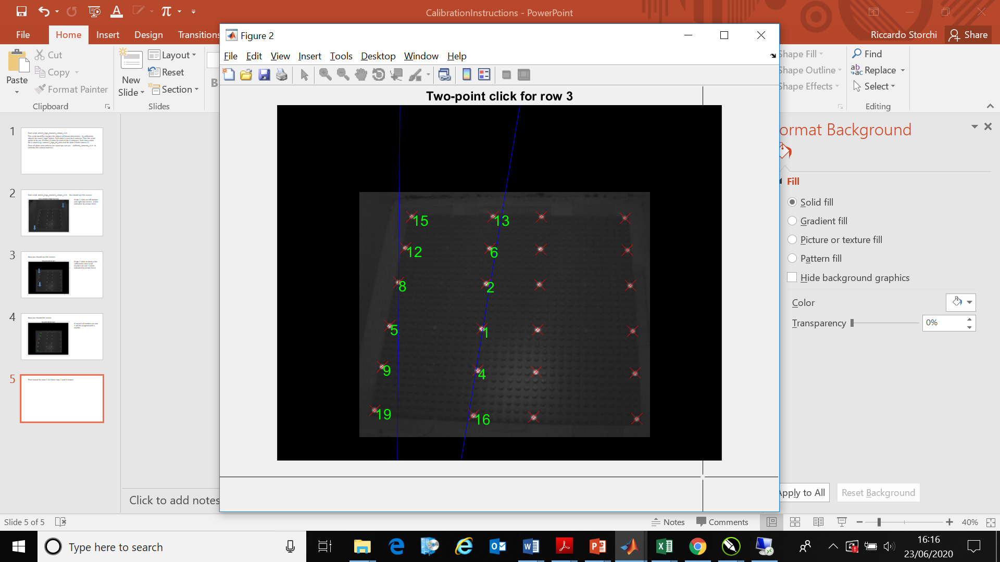 CalibrationInstructions - PowerPoint
File Home Insert Design Transitions
Riccardo Storchi Share
Cut
Copy
Format Painter
Paste
Clipboard
New
Slide
Layout
Reset
Section
Slides
B
Figure 2
File Edit View Insert Tools Desktop Window Help
Shape Fill
Shape Outline
Shape Effects
Find
Replace
Select
Editing
Two-point click for row 3
15 13
12 6
8 2
5 1
9 4
19 16
1
2
3
4
5
ormat Background
Fill
Solid fill
Gradient fill
Picture or texture fill
Pattern fill
Hide background graphics
Color
Transparency 0%
Apply to All Reset Background
Click to add notes
Slide 5 of 5
Notes Comments 40%
Type here to search
16:16
23/06/2020